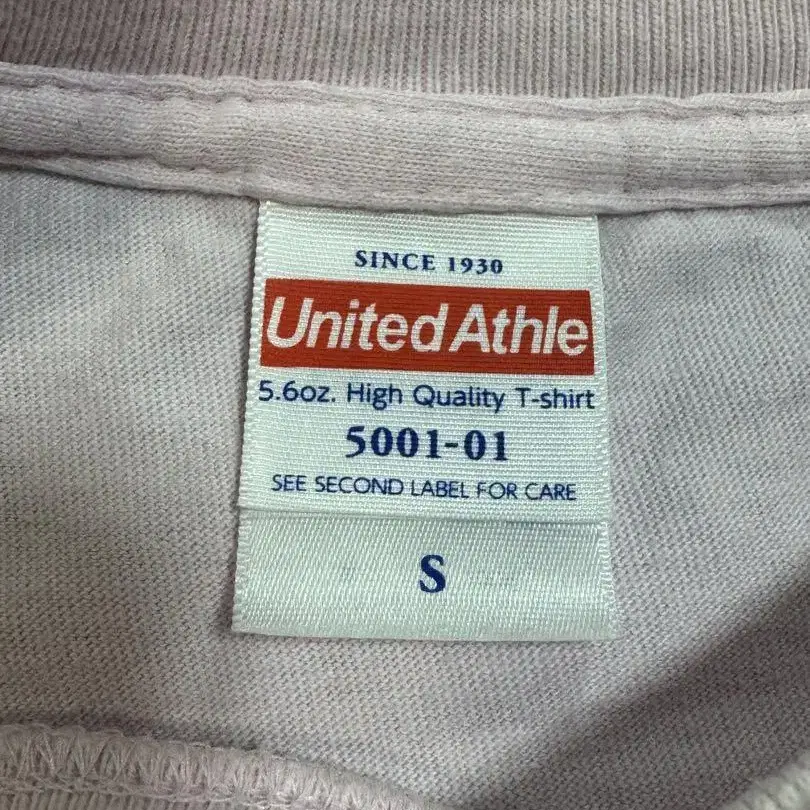 SINCE 1930
United Athle
5.6oz. High Quality T-shirt
5001-01
SEE SECOND LABEL FOR CARE
S